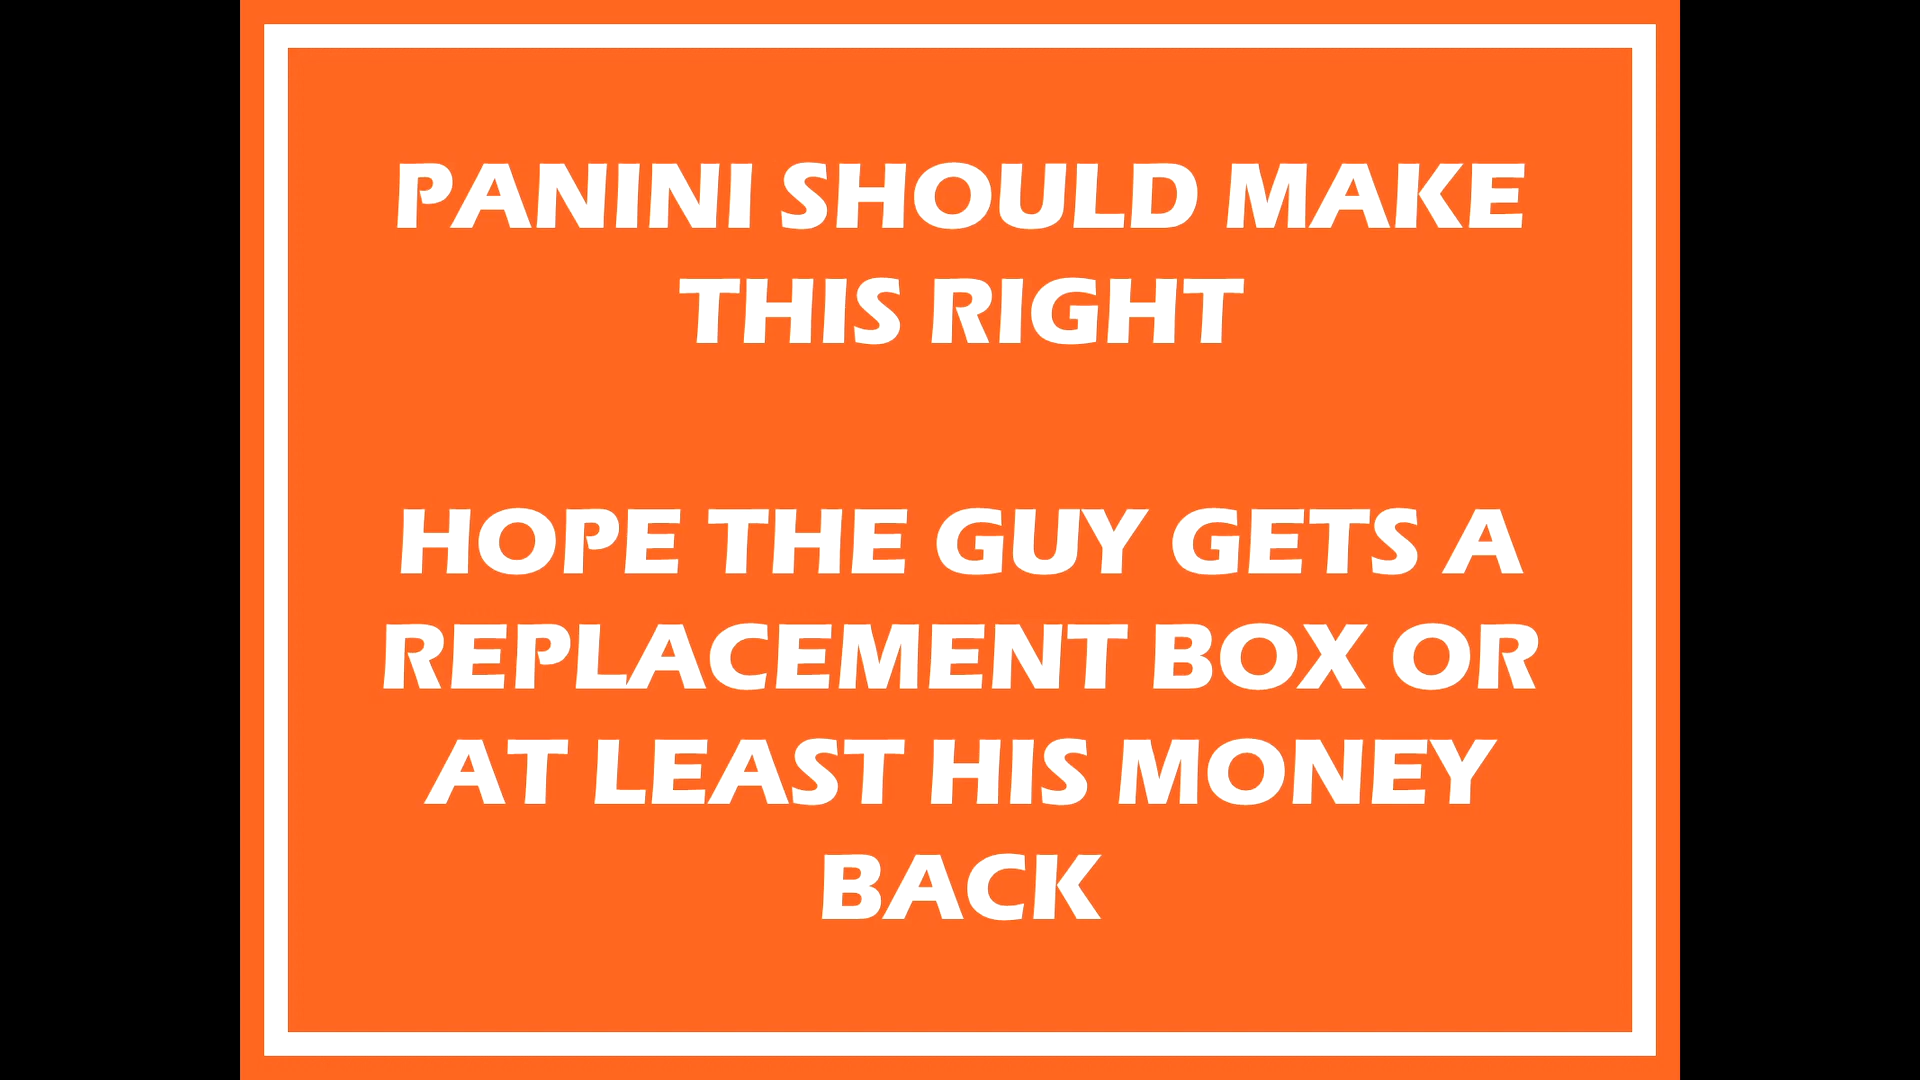 PANINI SHOULD MAKE
THIS RIGHT
HOPE THE GUY GETS A
REPLACEMENT BOX OR
AT LEAST HIS MONEY
BACK